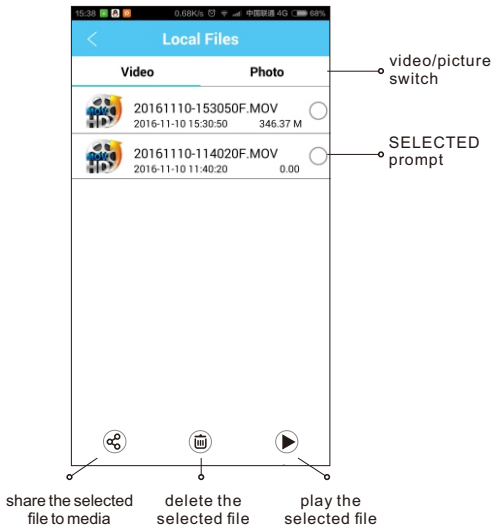 15:38 0.68K/s 中国联通 4G 68%
Local Files
Video Photo
video/picture
switch
20161110-153050F.MOV
2016-11-10 15:30:50 346.37 M
20161110-114020F.MOV
2016-11-10 11:40:20 0.00
SELECTED
prompt
share the selected
file to media
delete the
selected file
play the
selected file